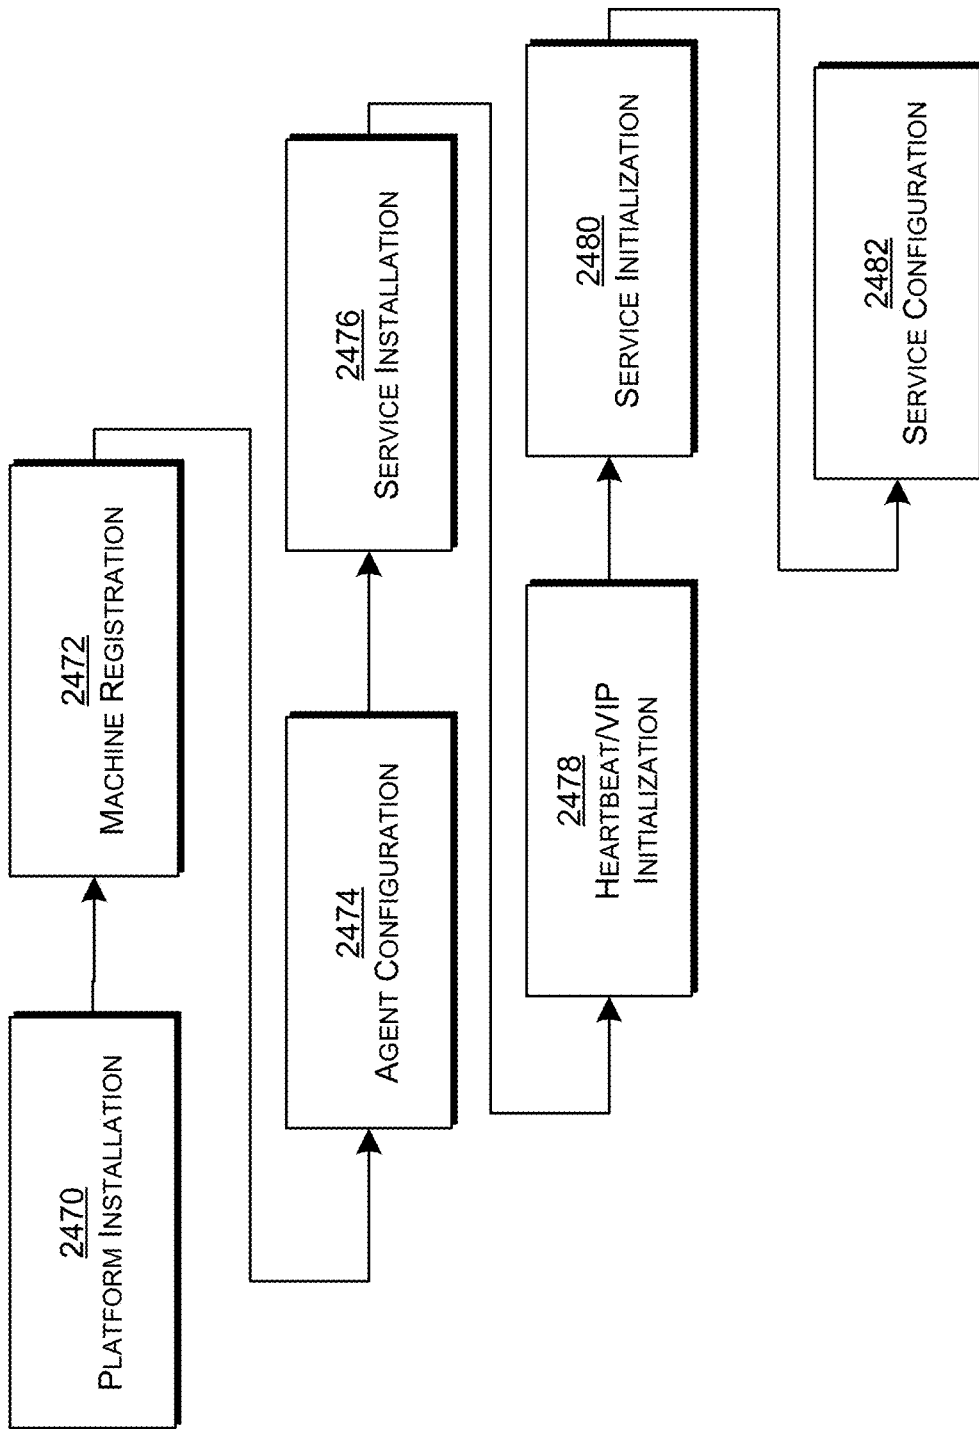 2470
PLATFORM INSTALLATION
2472
MACHINE REGISTRATION
2474
AGENT CONFIGURATION
2476
SERVICE INSTALLATION
2478
HEARTBEAT/VIP
INITIALIZATION
2480
SERVICE INITIALIZATION
2482
SERVICE CONFIGURATION